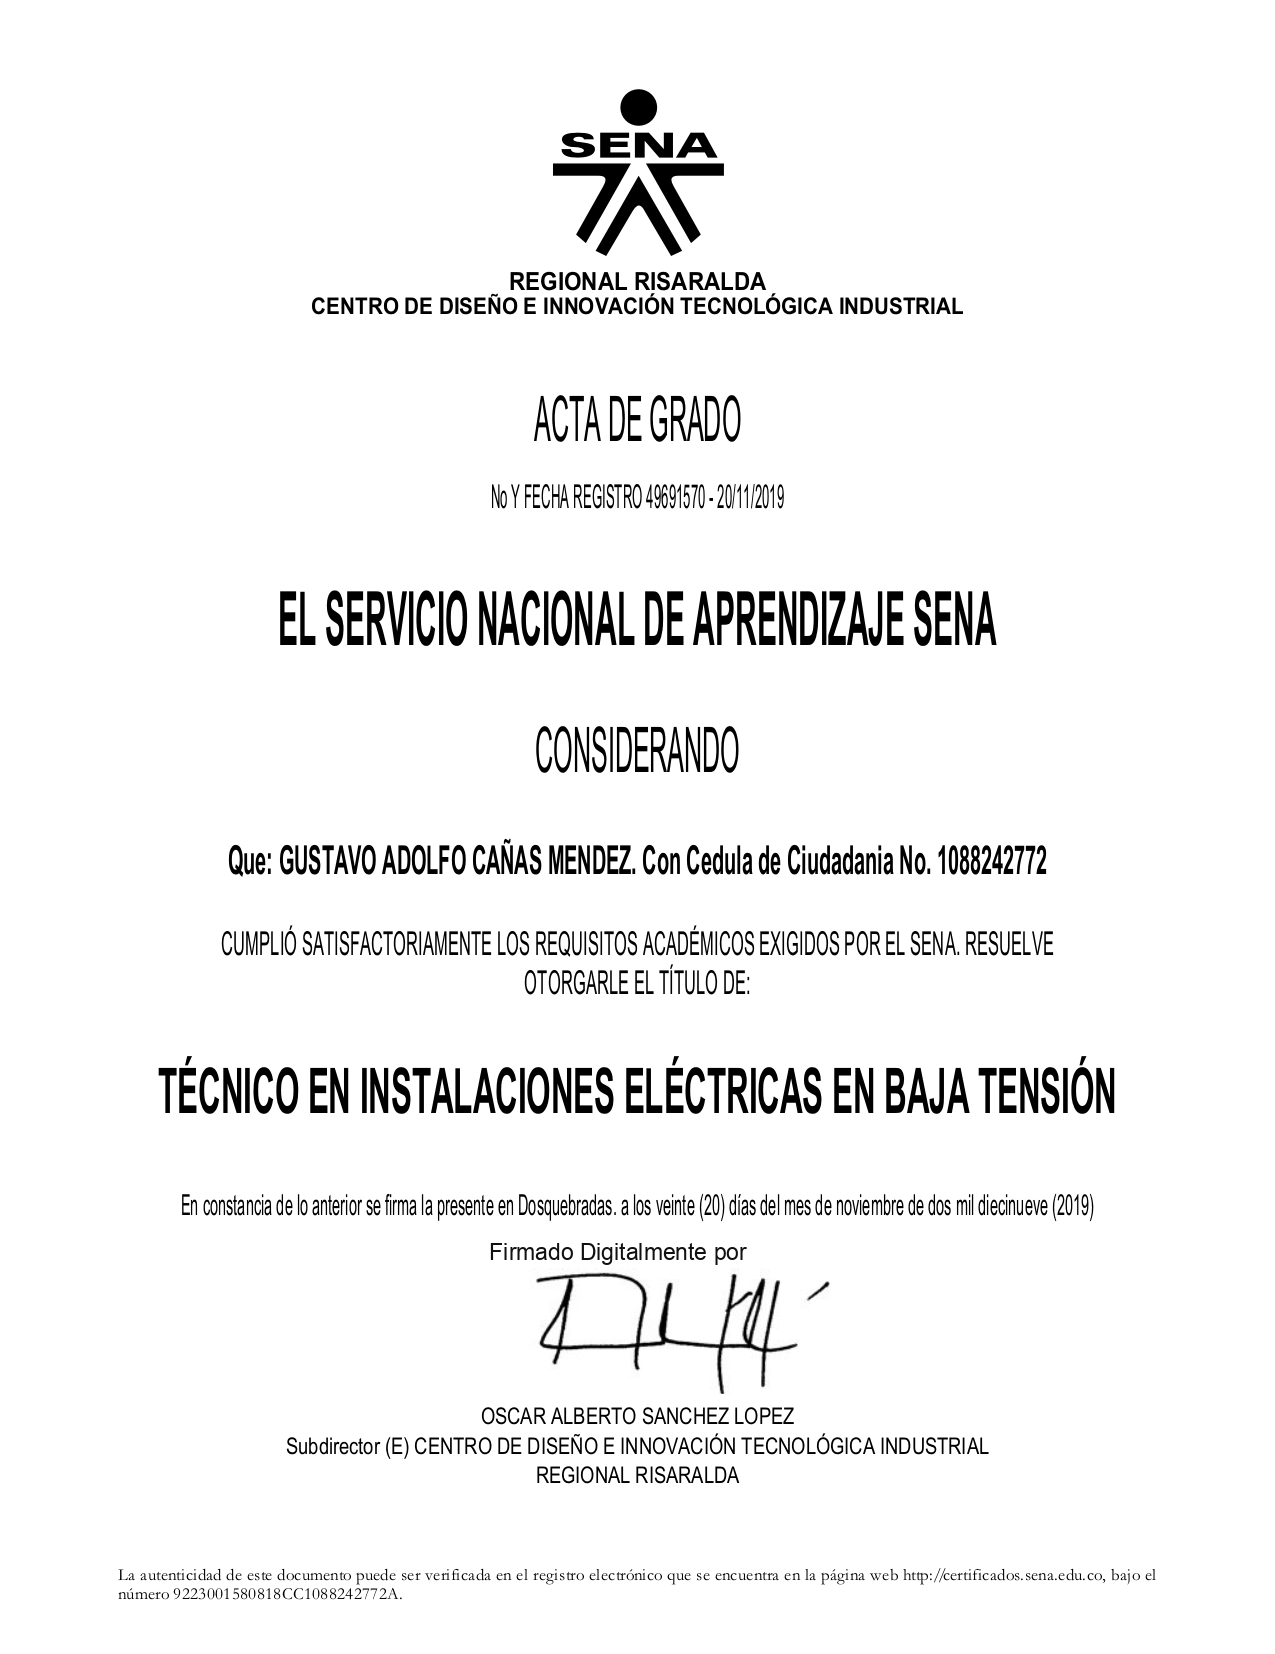 SENA
REGIONAL RISARALDA
CENTRO DE DISEÑO E INNOVACIÓN TECNOLÓGICA INDUSTRIAL
ACTA DE GRADO
No Y FECHA REGISTRO 49691570 - 20/11/2019
EL SERVICIO NACIONAL DE APRENDIZAJE SENA
CONSIDERANDO
Que: GUSTAVO ADOLFO CAÑAS MENDEZ. Con Cedula de Ciudadania No. 1088242772
CUMPLIÓ SATISFACTORIAMENTE LOS REQUISITOS ACADÉMICOS EXIGIDOS POR EL SENA. RESUELVE
OTORGARLE EL TÍTULO DE:
TÉCNICO EN INSTALACIONES ELÉCTRICAS EN BAJA TENSIÓN
En constancia de lo anterior se firma la presente en Dosquebradas. a los veinte (20) días del mes de noviembre de dos mil diecinueve (2019)
Firmado Digitalmente por
OSCAR ALBERTO SANCHEZ LOPEZ
Subdirector (E) CENTRO DE DISEÑO E INNOVACIÓN TECNOLÓGICA INDUSTRIAL
REGIONAL RISARALDA
La autenticidad de este documento puede ser verificada en el registro electrónico que se encuentra en la página web http://certificados.sena.edu.co, bajo el
número 9223001580818CC1088242772A.